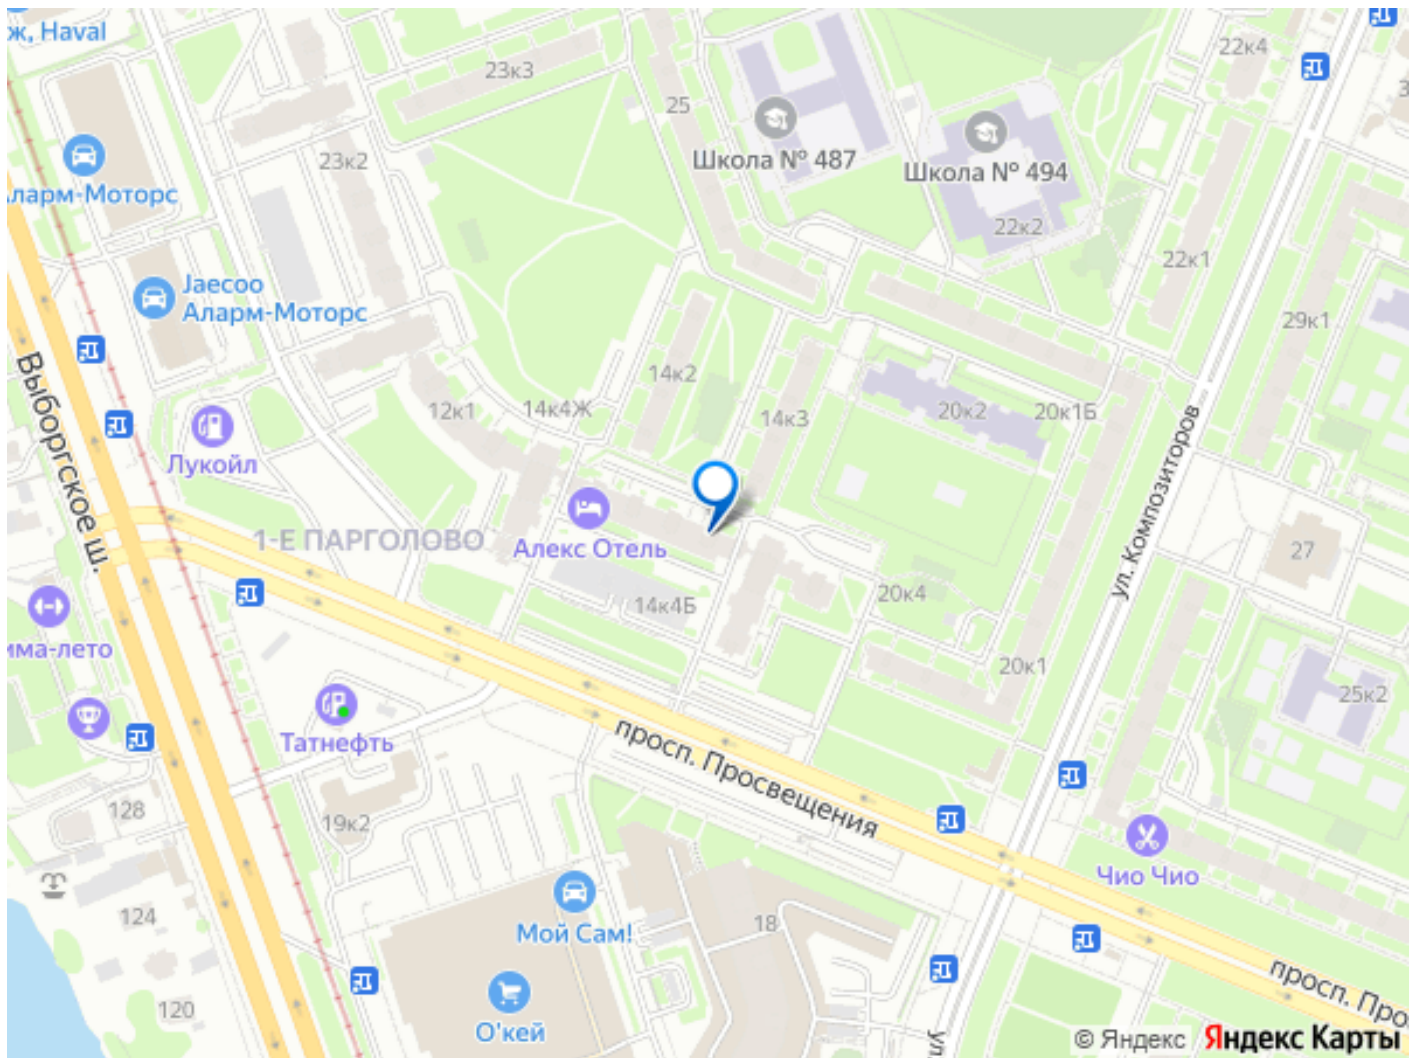 ж, Haval
23к3
25
22к4
23к2
Школа № 487
Школа № 494
Аларм-Моторс
22к2
22к1
Jaecoo
Аларм-Моторс
29к1
Выборгское ш.
14к2
12к1
14к4Ж
14к3
20к2
20к1Б
Лукойл
ул. Композиторов
1-Е ПАРГОЛОВО
Алекс Отель
27
14к4Б
20к4
има-лето
20к1
25к2
Татнефть
просп. Просвещения
128
19к2
Чио Чио
124
Мой Сам!
18
120
О'кей
просп. Про
ул.
© Яндекс Яндекс Карты